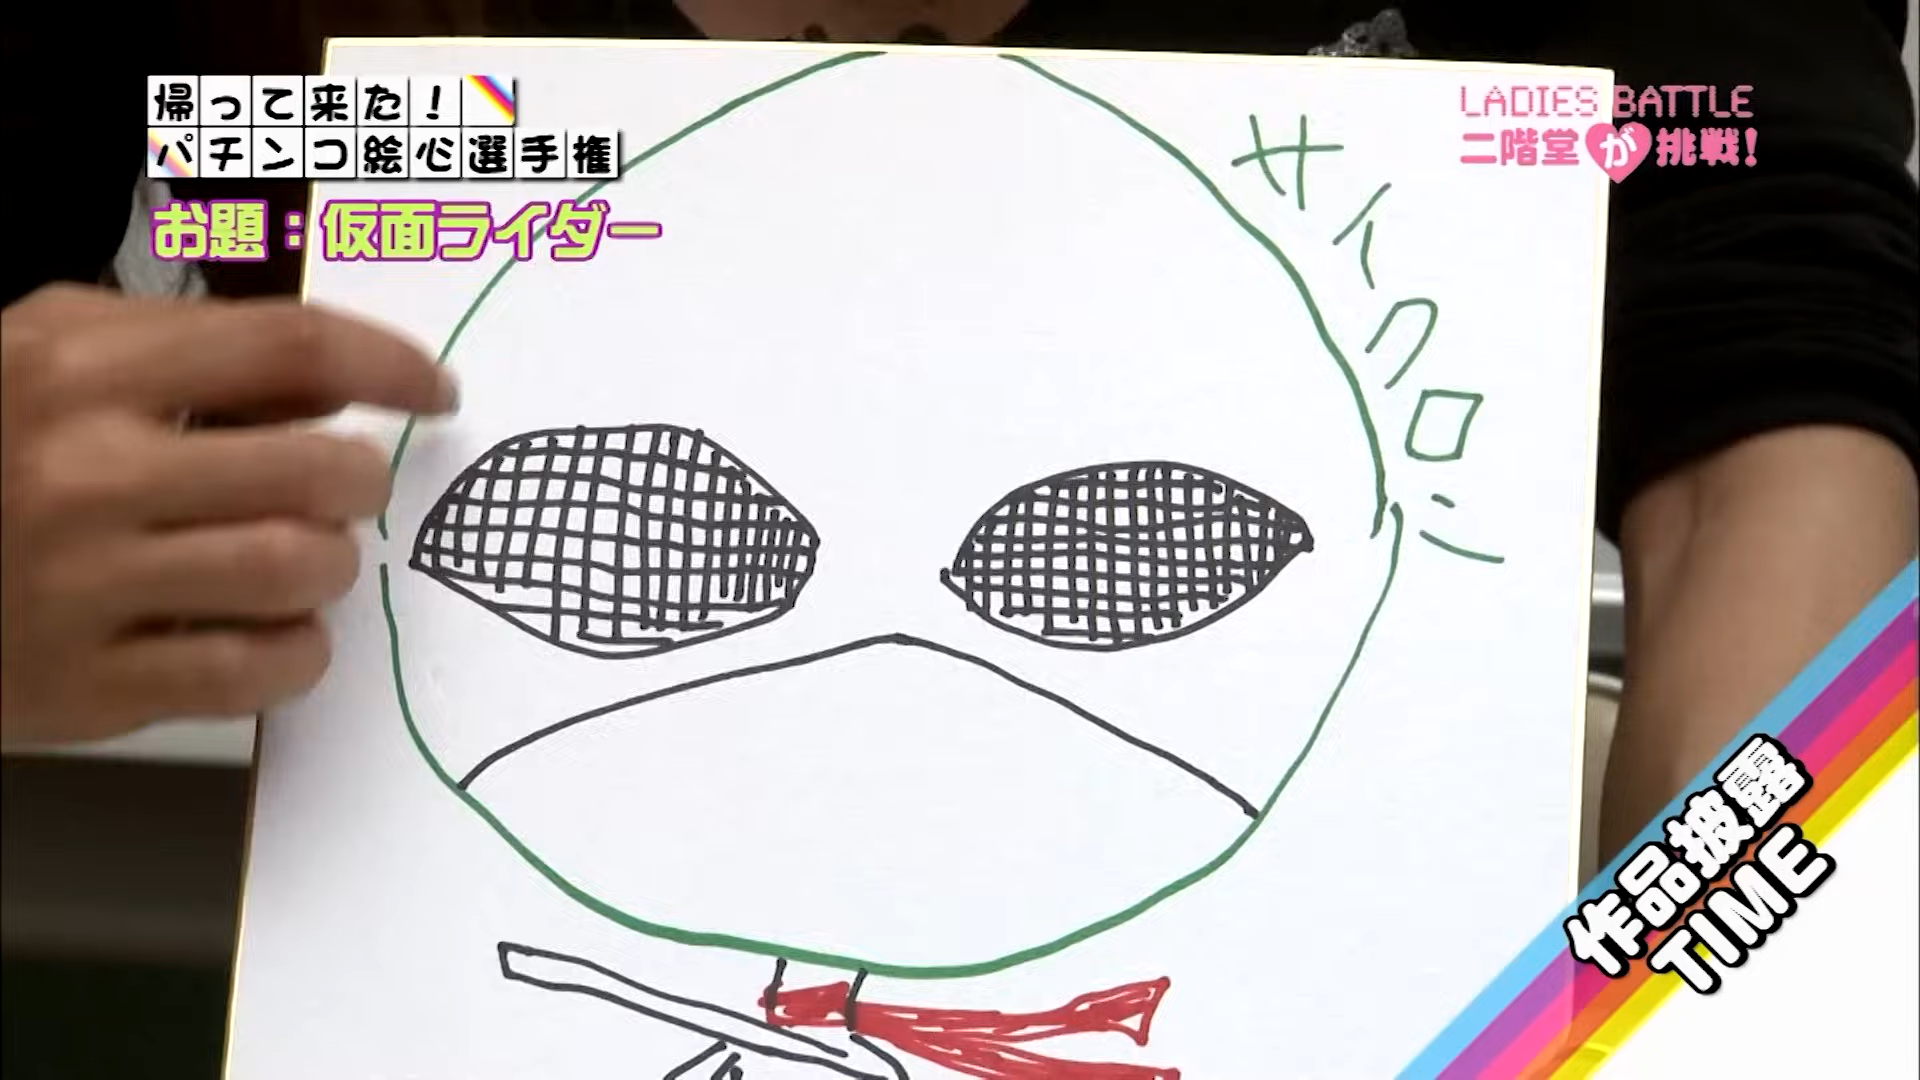 帰って来た!
パチンコ絵心選手権
お題：仮面ライダー
LADIES BATTLE
二階堂が挑戦!
サイクロン
作品披露
TIME